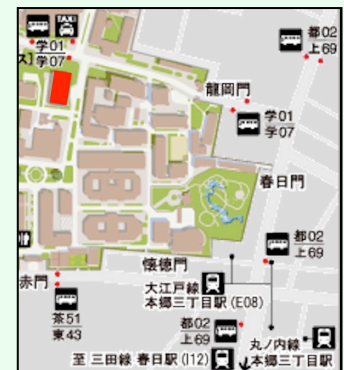 TAXI
都02
上69
学01
学07
ス]
龍岡門
学01
学07
春日門
都02
上69
懐徳門
赤門
大江戸線
本郷三丁目駅(E08)
茶51
東43
都02
上69
丸ノ内線
本郷三丁目駅
至 三田線 春日駅(I12)